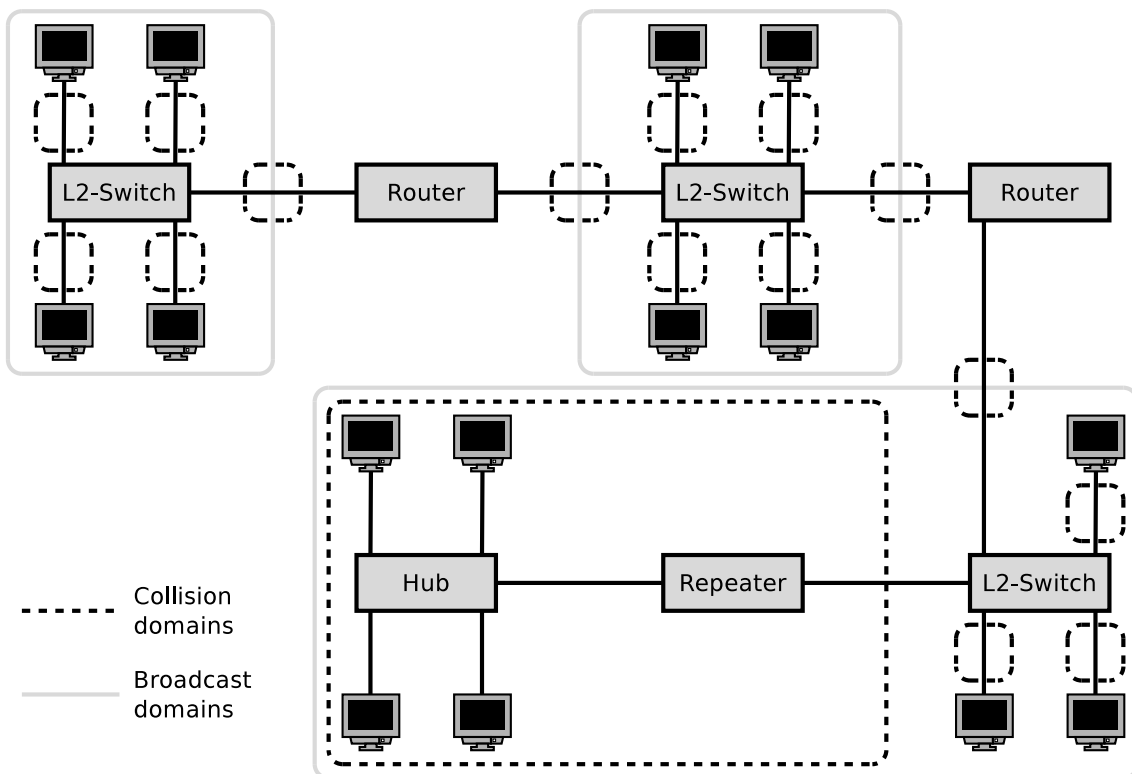 L2-Switch
Router
L2-Switch
Router
Hub
Repeater
L2-Switch
Collision
domains
Broadcast
domains